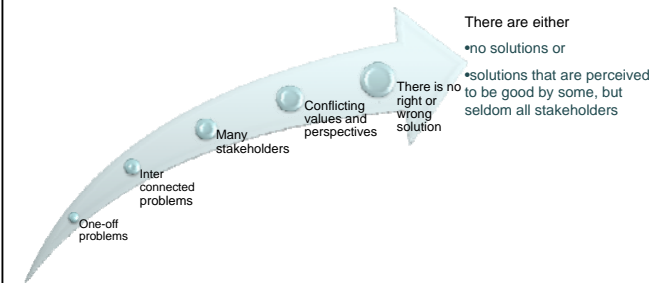 There are either
•no solutions or
•solutions that are perceived
to be good by some, but
seldom all stakeholders
There is no
right or
wrong
solution
Conflicting
values and
perspectives
Many
stakeholders
Inter
connected
problems
One-off
problems